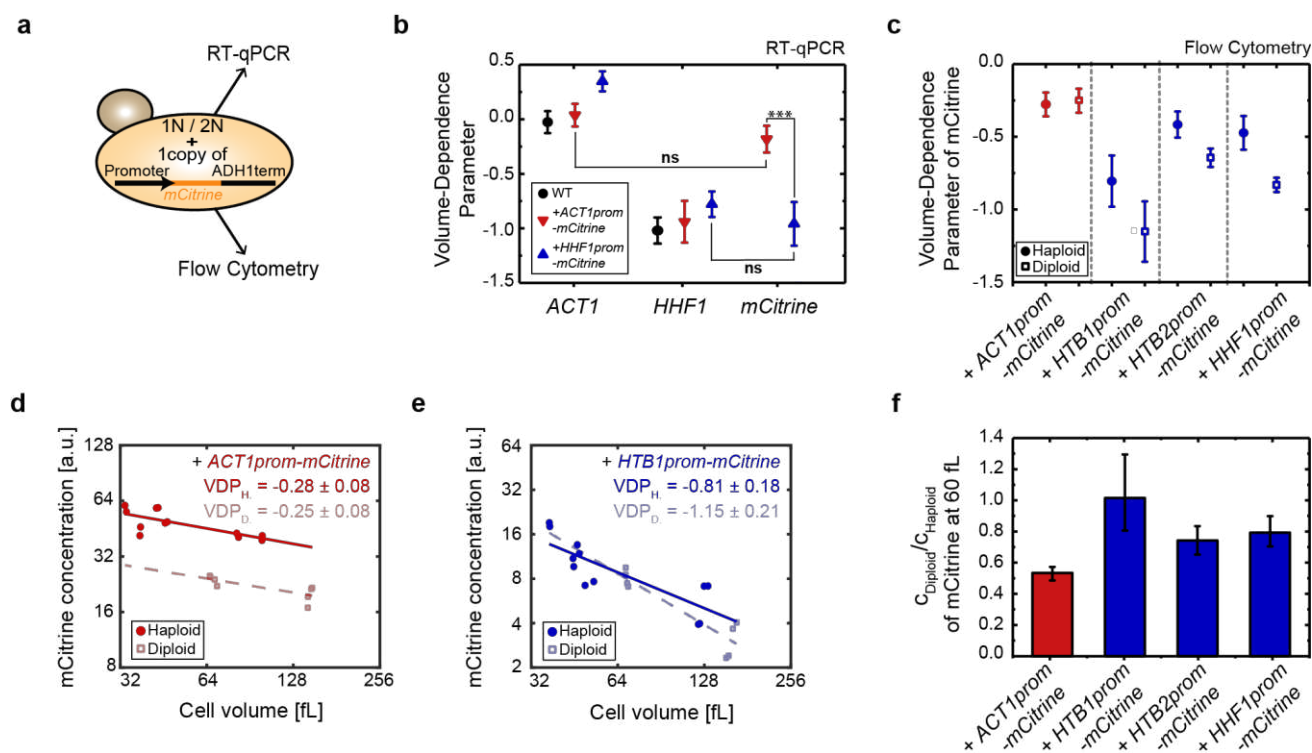 a
RT-qPCR
1N / 2N
+
1copy of
Promoter
ADH1term
mCitrine
Flow Cytometry
b
RT-qPCR
Volume-Dependence
Parameter
0.5
0.0
-0.5
-1.0
-1.5
***
ns
ns
WT
+ACT1prom
-mCitrine
+HHF1prom
-mCitrine
ACT1
HHF1
mCitrine
c
Flow Cytometry
Volume-Dependence
Parameter of mCitrine
0.0
-0.5
-1.0
-1.5
Haploid
Diploid
+ ACT1prom
-mCitrine
+ HTB1prom
-mCitrine
+ HTB2prom
-mCitrine
+ HHF1prom
-mCitrine
d
mCitrine concentration [a.u.]
128
64
32
16
8
+ ACT1prom-mCitrine
VDPH. = -0.28 ± 0.08
VDPD. = -0.25 ± 0.08
Haploid
Diploid
32
64
128
256
Cell volume [fL]
e
mCitrine concentration [a.u.]
64
32
16
8
4
2
+ HTB1prom-mCitrine
VDPH. = -0.81 ± 0.18
VDPD. = -1.15 ± 0.21
Haploid
Diploid
32
64
128
256
Cell volume [fL]
f
cDiploid/cHaploid
of mCitrine at 60 fL
1.4
1.2
1.0
0.8
0.6
0.4
0.2
0.0
+ ACT1prom
-mCitrine
+ HTB1prom
-mCitrine
+ HTB2prom
-mCitrine
+ HHF1prom
-mCitrine